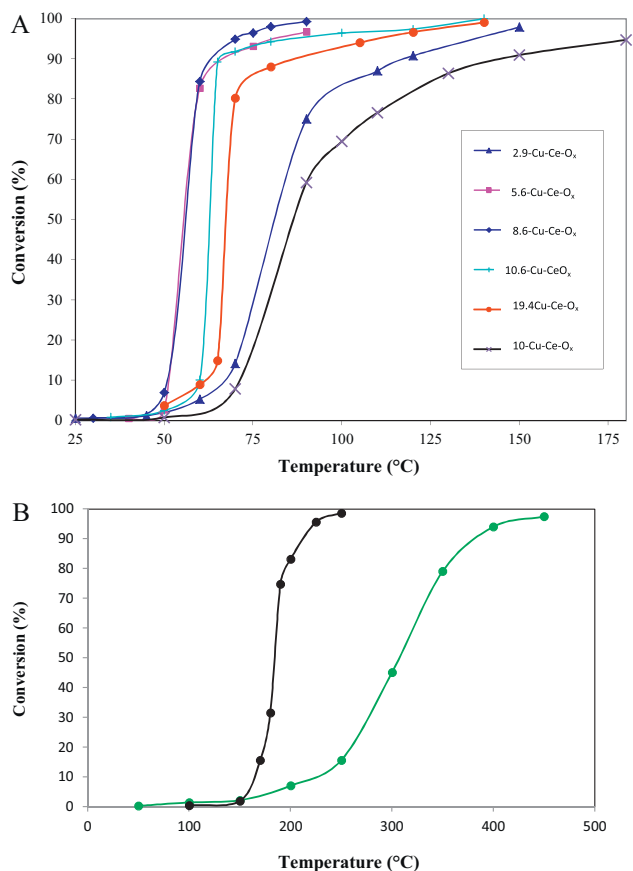 A
100
90
80
70
60
50
40
30
20
10
0
Conversion (%)
2.9-Cu-Ce-Oₓ
5.6-Cu-Ce-Oₓ
8.6-Cu-Ce-Oₓ
10.6-Cu-CeOₓ
19.4Cu-Ce-Oₓ
10-Cu-Ce-Oₓ
25 50 75 100 125 150 175
Temperature (°C)
B
100
90
80
70
60
50
40
30
20
10
0
Conversion (%)
0 100 200 300 400 500
Temperature (°C)